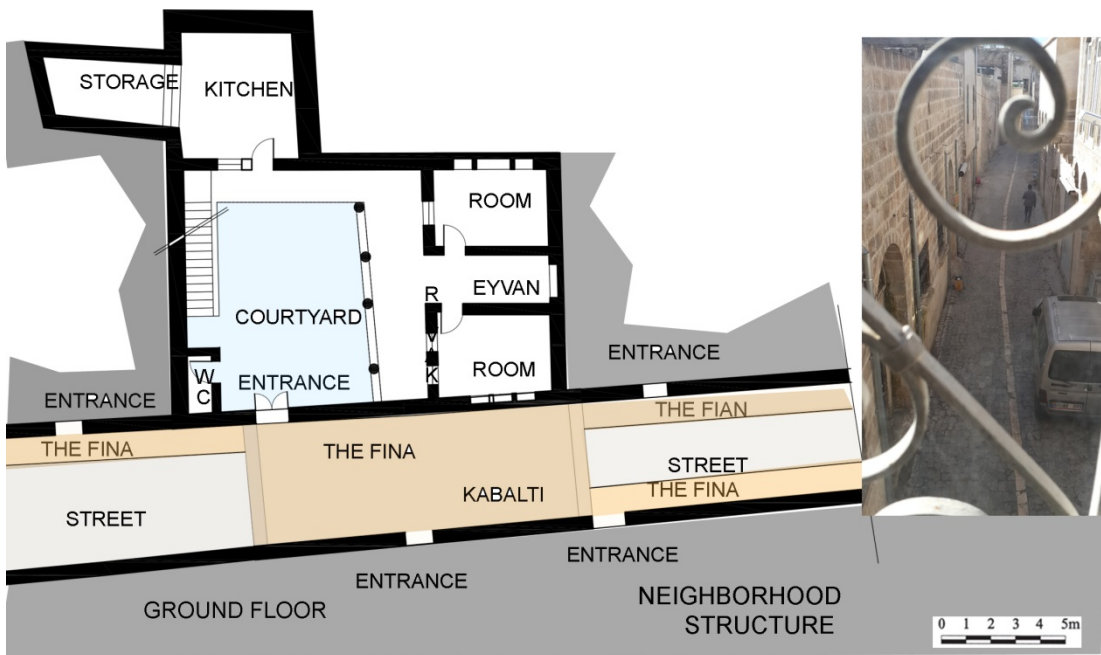 STORAGE
KITCHEN
ROOM
EYVAN
COURTYARD
ROOM
ENTRANCE
W
C
ENTRANCE
ENTRANCE
THE FIAN
THE FINA
THE FINA
STREET
THE FINA
KABALTI
STREET
ENTRANCE
ENTRANCE
GROUND FLOOR
NEIGHBORHOOD
STRUCTURE
0 1 2 3 4 5m